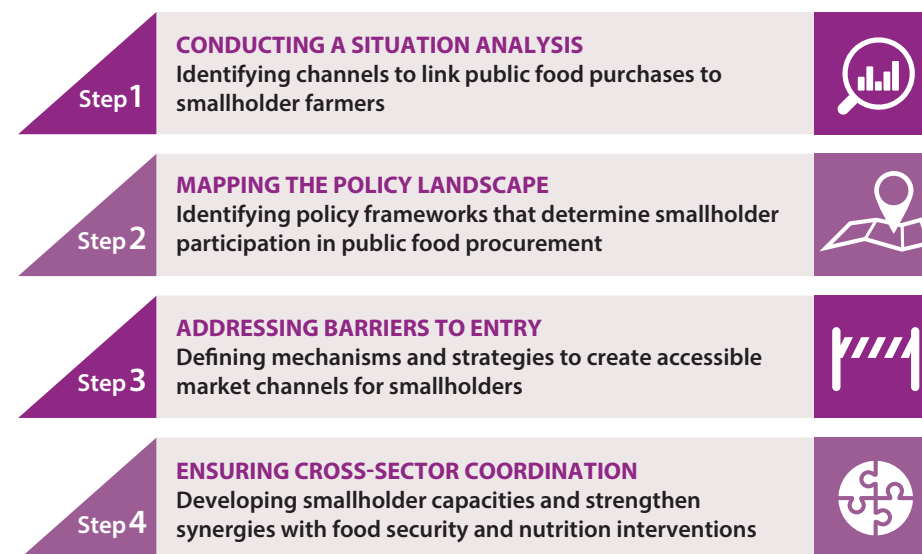 CONDUCTING A SITUATION ANALYSIS
Identifying channels to link public food purchases to
smallholder farmers
Step1
MAPPING THE POLICY LANDSCAPE
Identifying policy frameworks that determine smallholder
participation in public food procurement
Step2
ADDRESSING BARRIERS TO ENTRY
Defining mechanisms and strategies to create accessible
market channels for smallholders
Step3
ENSURING CROSS-SECTOR COORDINATION
Developing smallholder capacities and strengthen
synergies with food security and nutrition interventions
Step4